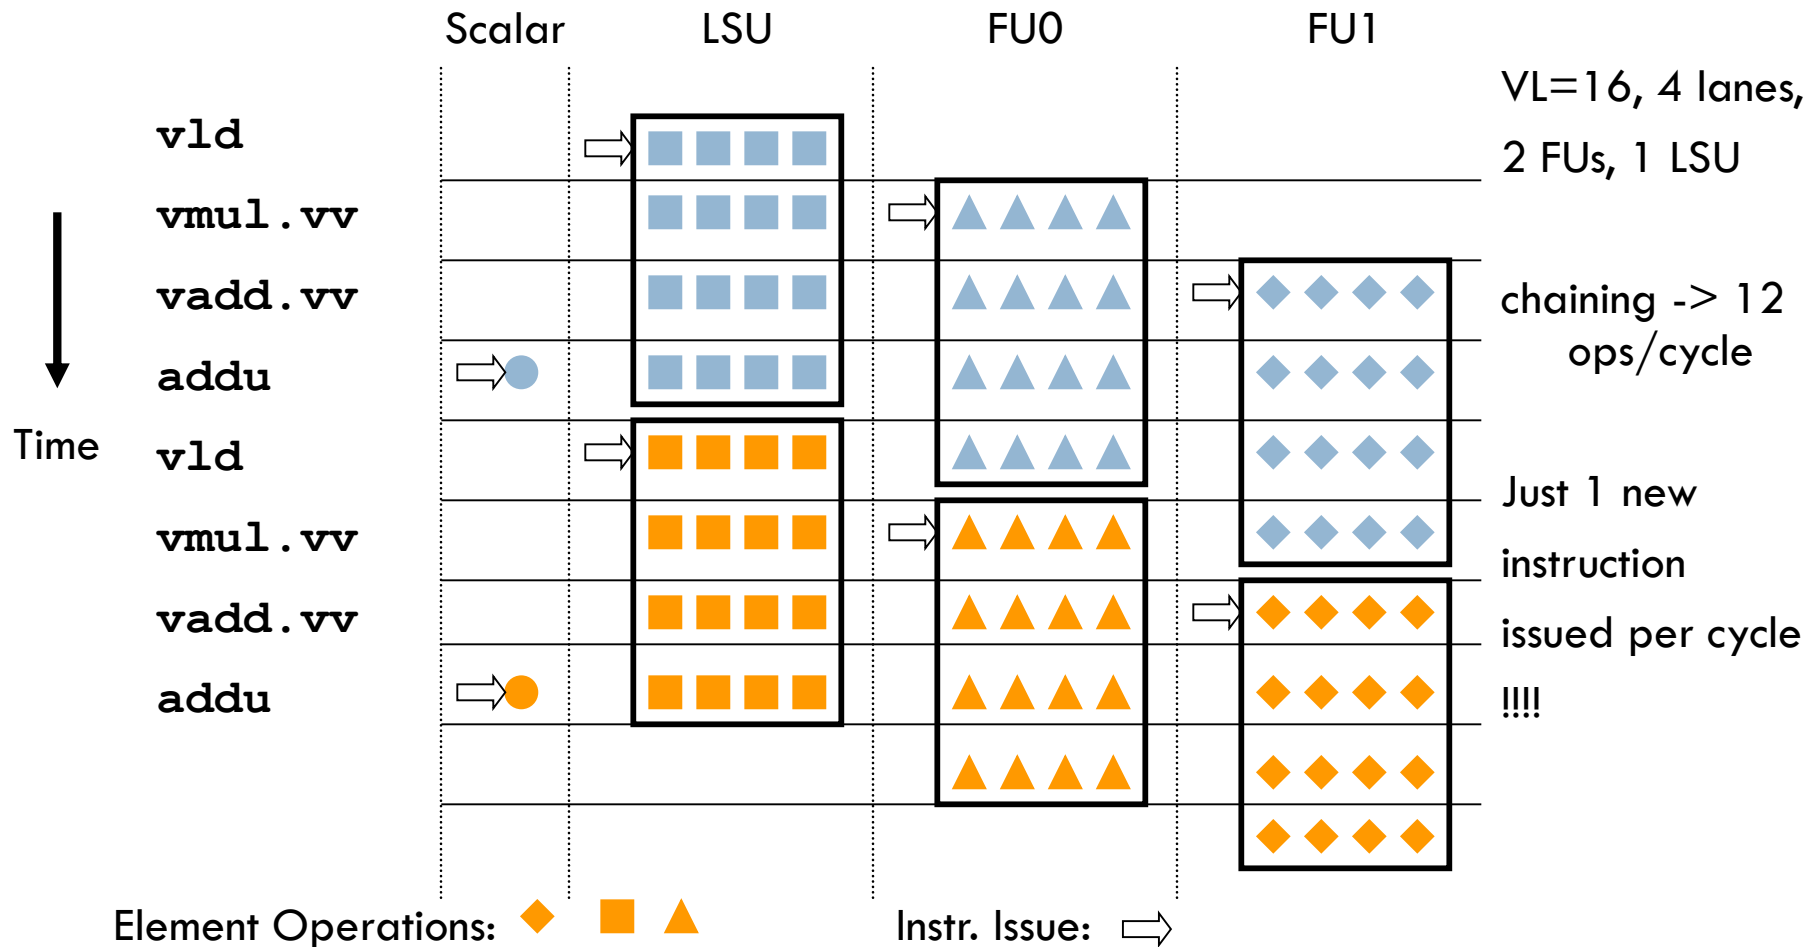 Scalar LSU FU0 FU1
VL=16, 4 lanes,
2 FUs, 1 LSU
vld
vmul.vv
vadd.vv
chaining -> 12
ops/cycle
addu
Time
vld
Just 1 new
vmul.vv
instruction
vadd.vv
issued per cycle
addu
!!!!
Element Operations: Instr. Issue: